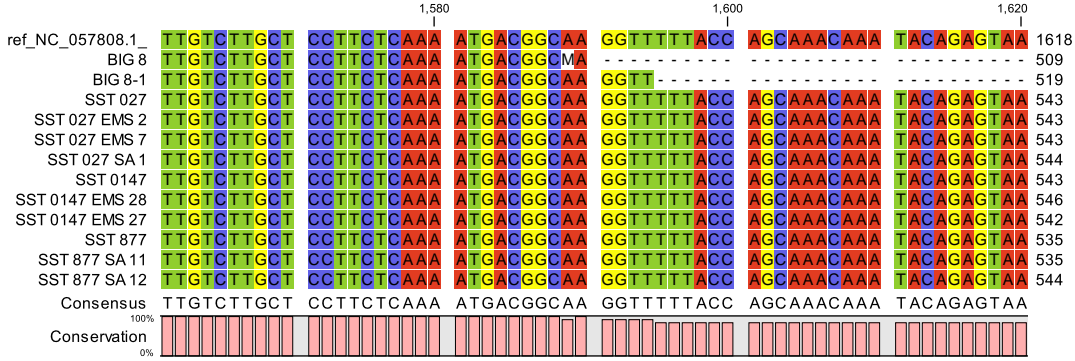 1,580 1,600 1,620
ref_NC_057808.1_ TTGTCTTGCT CCTTCTCAAA ATGACGGCAA GGTTTTTACC AGCAAACAAA TACAGAGTAA 1618
BIG 8 TTGTCTTGCT CCTTCTCAAA ATGACGGCMA - - - - - - - - - - - - - - - - - - - - - - - - - - - - - - 509
BIG 8-1 TTGTCTTGCT CCTTCTCAAA ATGACGGCAA GGTT - - - - - - - - - - - - - - - - - - - - - - - - - - 519
SST 027 TTGTCTTGCT CCTTCTCAAA ATGACGGCAA GGTTTTTACC AGCAAACAAA TACAGAGTAA 543
SST 027 EMS 2 TTGTCTTGCT CCTTCTCAAA ATGACGGCAA GGTTTTTACC AGCAAACAAA TACAGAGTAA 543
SST 027 EMS 7 TTGTCTTGCT CCTTCTCAAA ATGACGGCAA GGTTTTTACC AGCAAACAAA TACAGAGTAA 543
SST 027 SA 1 TTGTCTTGCT CCTTCTCAAA ATGACGGCAA GGTTTTTACC AGCAAACAAA TACAGAGTAA 544
SST 0147 TTGTCTTGCT CCTTCTCAAA ATGACGGCAA GGTTTTTACC AGCAAACAAA TACAGAGTAA 543
SST 0147 EMS 28 TTGTCTTGCT CCTTCTCAAA ATGACGGCAA GGTTTTTACC AGCAAACAAA TACAGAGTAA 546
SST 0147 EMS 27 TTGTCTTGCT CCTTCTCAAA ATGACGGCAA GGTTTTTACC AGCAAACAAA TACAGAGTAA 542
SST 877 TTGTCTTGCT CCTTCTCAAA ATGACGGCAA GGTTTTTACC AGCAAACAAA TACAGAGTAA 535
SST 877 SA 11 TTGTCTTGCT CCTTCTCAAA ATGACGGCAA GGTTTTTACC AGCAAACAAA TACAGAGTAA 535
SST 877 SA 12 TTGTCTTGCT CCTTCTCAAA ATGACGGCAA GGTTTTTACC AGCAAACAAA TACAGAGTAA 544
Consensus TTGTCTTGCT CCTTCTCAAA ATGACGGCAA GGTTTTTACC AGCAAACAAA TACAGAGTAA
100%
Conservation
0%